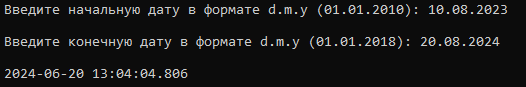 Введите начальную дату в формате d.m.y (01.01.2010): 10.08.2023
Введите конечную дату в формате d.m.y (01.01.2018): 20.08.2024
2024-06-20 13:04:04.806